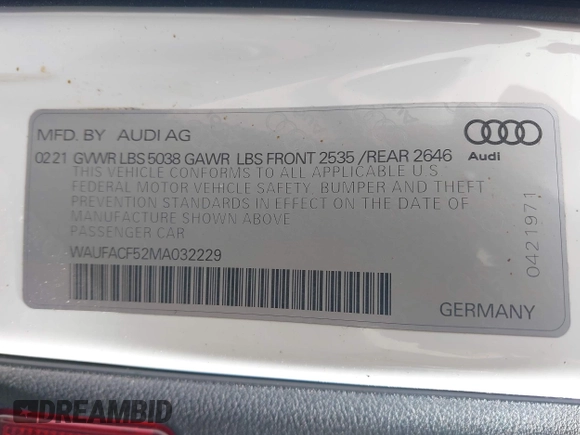 MFD. BY AUDI AG
0221 GVWR LBS 5038 GAWR LBS FRONT 2535 /REAR 2646
THIS VEHICLE CONFORMS TO ALL APPLICABLE U S
FEDERAL MOTOR VEHICLE SAFETY, BUMPER AND THEFT
PREVENTION STANDARDS IN EFFECT ON THE DATE OF
MANUFACTURE SHOWN ABOVE
PASSENGER CAR
WAUFACF52MA032229
GERMANY
Audi
0421971
DREAMBID